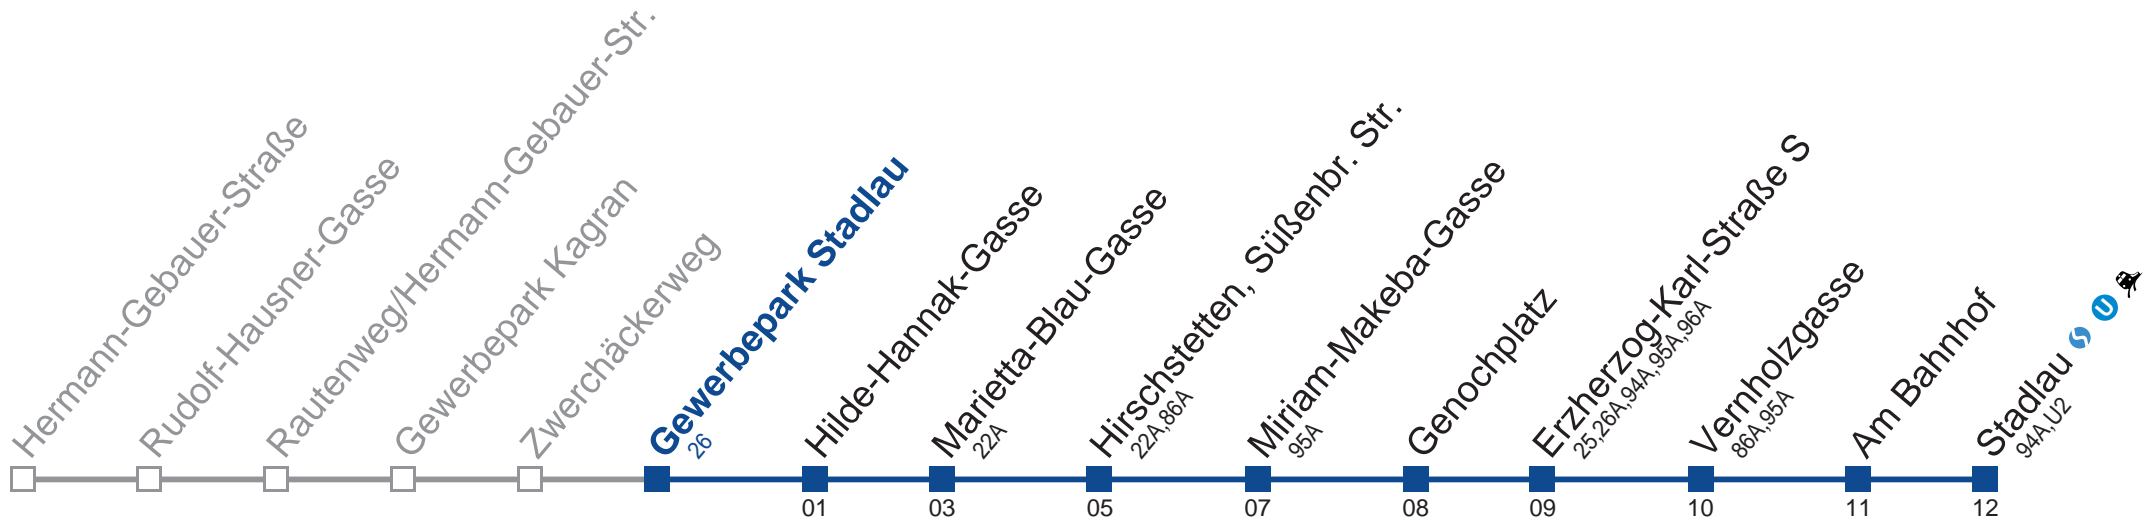 Hermann-Gebauer-Straße
Rudolf-Hausner-Gasse
Rautenweg/Hermann-Gebauer-Str.
Gewerbepark Kagran
Zwerchäckerweg
Gewerbepark Stadlau
26
Hilde-Hannak-Gasse
01
Marietta-Blau-Gasse
22A
03
Hirschstetten, Süßenbr. Str.
22A,86A
05
Miriam-Makeba-Gasse
95A
07
Genochplatz
08
Erzherzog-Karl-Straße S
25,26A,94A,95A,96A
09
Vernholzgasse
86A,95A
10
Am Bahnhof
11
Stadlau S U
94A,U2
12